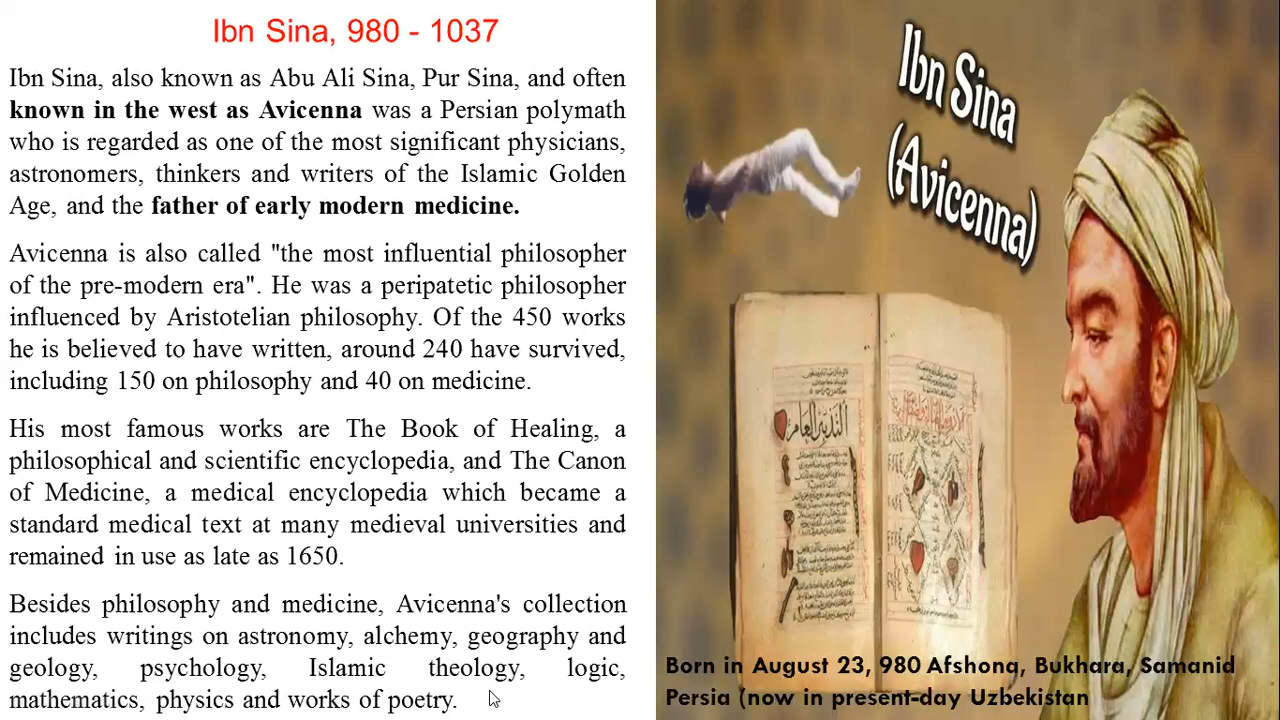 Ibn Sina, 980 - 1037
Ibn Sina, also known as Abu Ali Sina, Pur Sina, and often
known in the west as Avicenna was a Persian polymath
who is regarded as one of the most significant physicians,
astronomers, thinkers and writers of the Islamic Golden
Age, and the father of early modern medicine.
Avicenna is also called "the most influential philosopher
of the pre-modern era". He was a peripatetic philosopher
influenced by Aristotelian philosophy. Of the 450 works
he is believed to have written, around 240 have survived,
including 150 on philosophy and 40 on medicine.
His most famous works are The Book of Healing, a
philosophical and scientific encyclopedia, and The Canon
of Medicine, a medical encyclopedia which became a
standard medical text at many medieval universities and
remained in use as late as 1650.
Besides philosophy and medicine, Avicenna's collection
includes writings on astronomy, alchemy, geography and
geology, psychology, Islamic theology, logic,
mathematics, physics and works of poetry.
Ibn Sina
(Avicenna)
Born in August 23, 980 Afshona, Bukhara, Samanid
Persia (now in present-day Uzbekistan